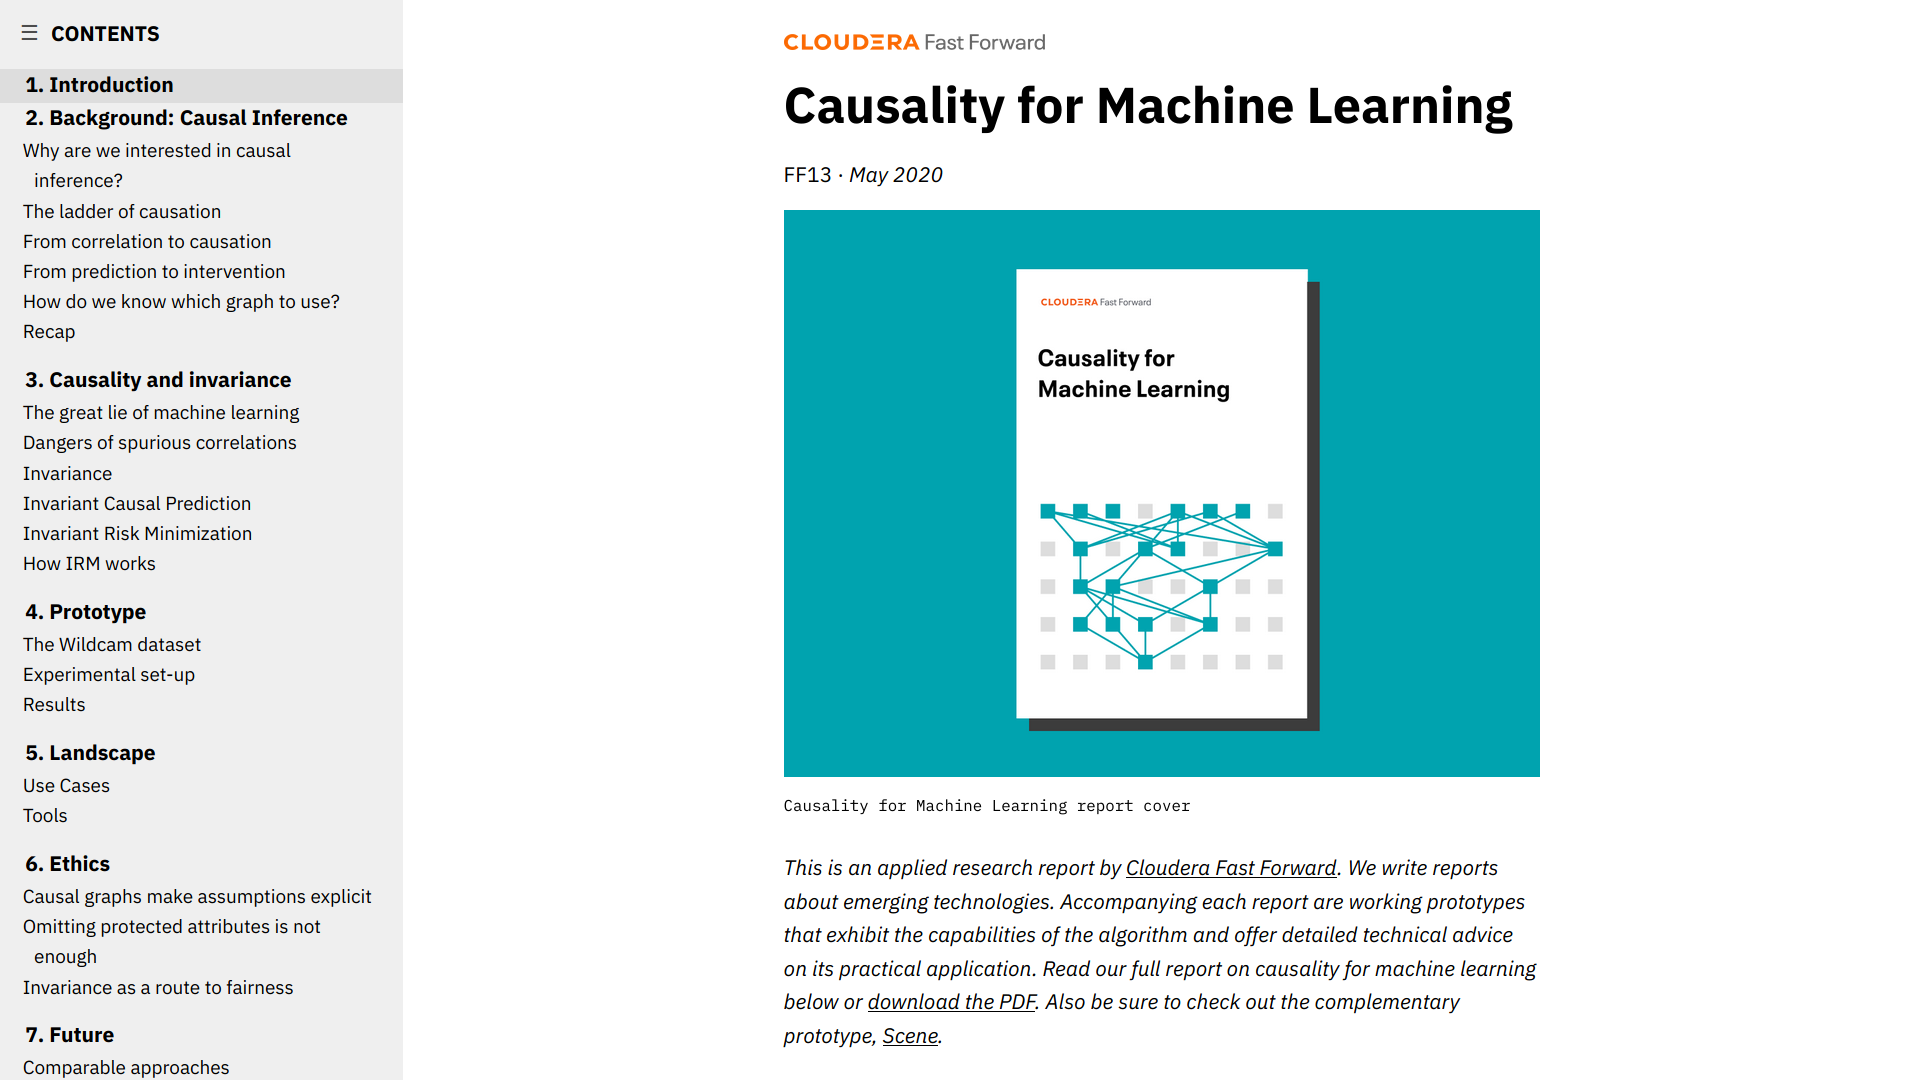 ☰ CONTENTS
1. Introduction
2. Background: Causal Inference
Why are we interested in causal
inference?
The ladder of causation
From correlation to causation
From prediction to intervention
How do we know which graph to use?
Recap
3. Causality and invariance
The great lie of machine learning
Dangers of spurious correlations
Invariance
Invariant Causal Prediction
Invariant Risk Minimization
How IRM works
4. Prototype
The Wildcam dataset
Experimental set-up
Results
5. Landscape
Use Cases
Tools
6. Ethics
Causal graphs make assumptions explicit
Omitting protected attributes is not
enough
Invariance as a route to fairness
7. Future
Comparable approaches
CLOUDERA Fast Forward
Causality for Machine Learning
FF13 · May 2020
CLOUDERA Fast Forward
Causality for
Machine Learning
Causality for Machine Learning report cover
This is an applied research report by Cloudera Fast Forward. We write reports
about emerging technologies. Accompanying each report are working prototypes
that exhibit the capabilities of the algorithm and offer detailed technical advice
on its practical application. Read our full report on causality for machine learning
below or download the PDF. Also be sure to check out the complementary
prototype, Scene.